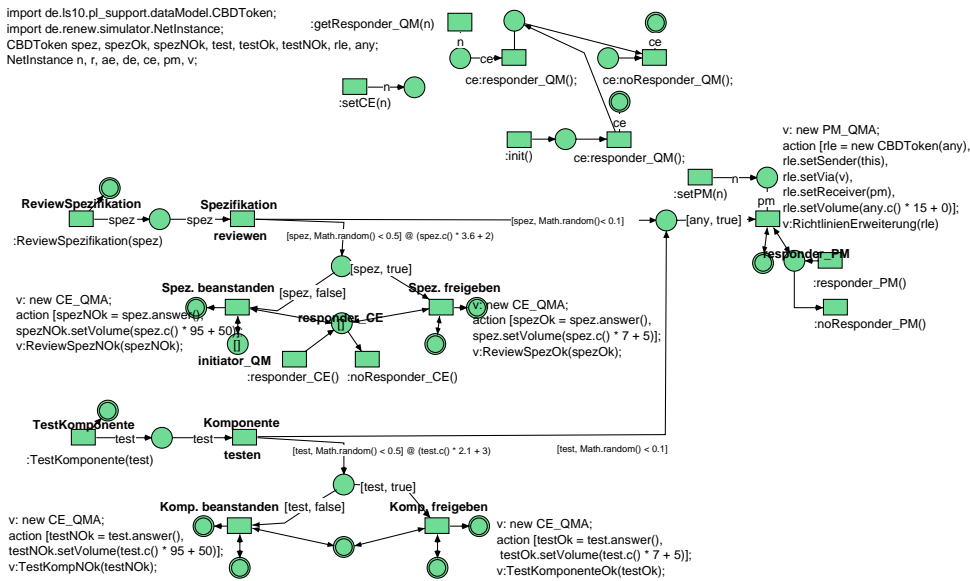 import de.ls10.pl_support.dataModel.CBDToken;
import de.renew.simulator.NetInstance;
CBDToken spez, spezOk, spezNOk, test, testOk, testNOk, rle, any;
NetInstance n, r, ae, de, ce, pm, v;
:getResponder_QM(n)
n
ce
ce:responder_QM();
ce
ce:noResponder_QM();
n
:setCE(n)
ce
:init()
ce:responder_QM();
v: new PM_QMA;
action [rle = new CBDToken(any),
rle.setSender(this),
rle.setVia(v),
rle.setReceiver(pm),
rle.setVolume(any.c() * 15 + 0)];
v:RichtlinienErweiterung(rle)
n
:setPM(n)
pm
ReviewSpezifikation
spez
spez
:ReviewSpezifikation(spez)
Spezifikation
reviewen
[spez, Math.random()< 0.1]
[any, true]
[spez, Math.random() < 0.5] @ (spez.c() * 3.6 + 2)
responder_PM
:responder_PM()
:noResponder_PM()
[spez, true]
[spez, false]
Spez. beanstanden
Spez. freigeben
v: new CE_QMA;
action [spezNOk = spez.answer(),
spezNOk.setVolume(spez.c() * 95 + 50)];
v:ReviewSpezNOk(spezNOk);
responder_CE
[]
[]
initiator_QM
:responder_CE()
:noResponder_CE()
v: new CE_QMA;
action [spezOk = spez.answer(),
spez.setVolume(spez.c() * 7 + 5)];
v:ReviewSpezOk(spezOk);
TestKomponente
test
test
:TestKomponente(test)
Komponente
testen
[test, Math.random() < 0.5] @ (test.c() * 2.1 + 3)
[test, Math.random() < 0.1]
[test, true]
[test, false]
Komp. beanstanden
Komp. freigeben
v: new CE_QMA;
action [testNOk = test.answer(),
testNOk.setVolume(test.c() * 95 + 50)];
v:TestKompNOk(testNOk);
v: new CE_QMA;
action [testOk = test.answer(),
testOk.setVolume(test.c() * 7 + 5)];
v:TestKomponenteOk(testOk);